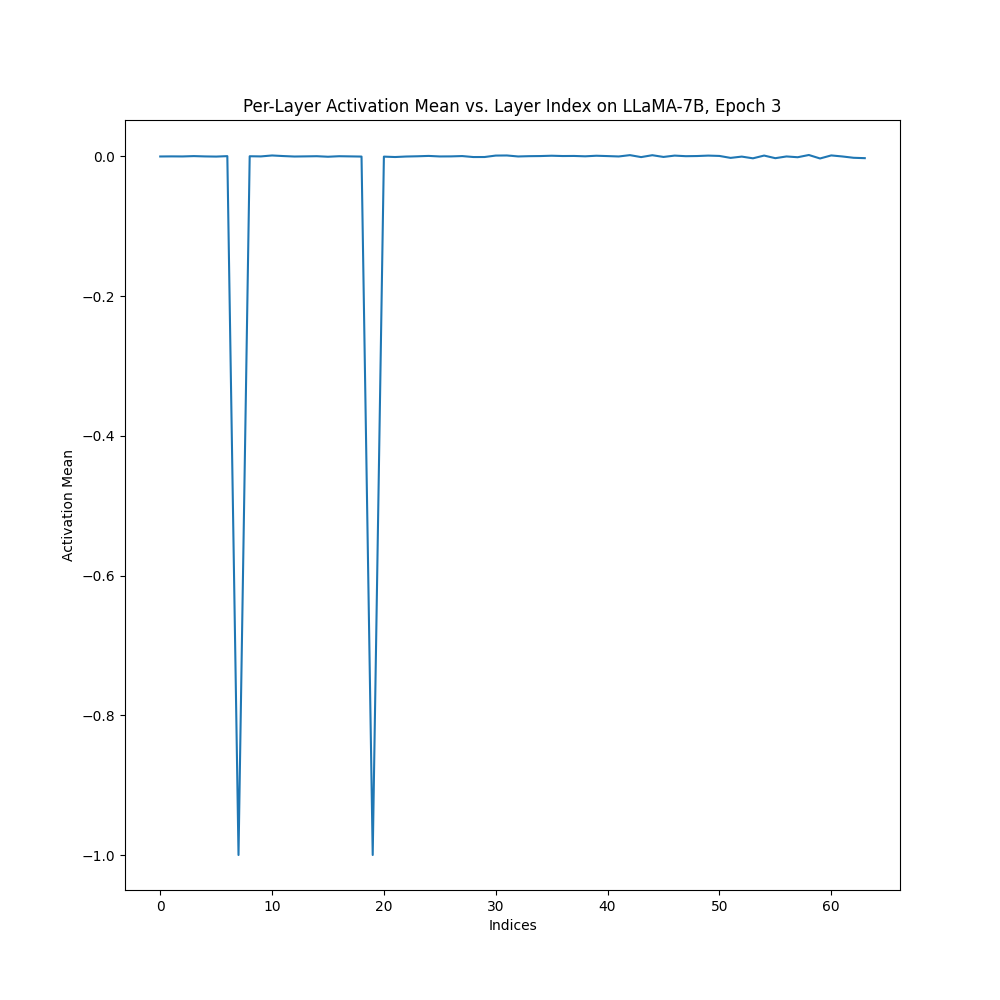 Per-Layer Activation Mean vs. Layer Index on LLaMA-7B, Epoch 3
0.0
−0.2
−0.4
−0.6
−0.8
−1.0
Activation Mean
0 10 20 30 40 50 60
Indices